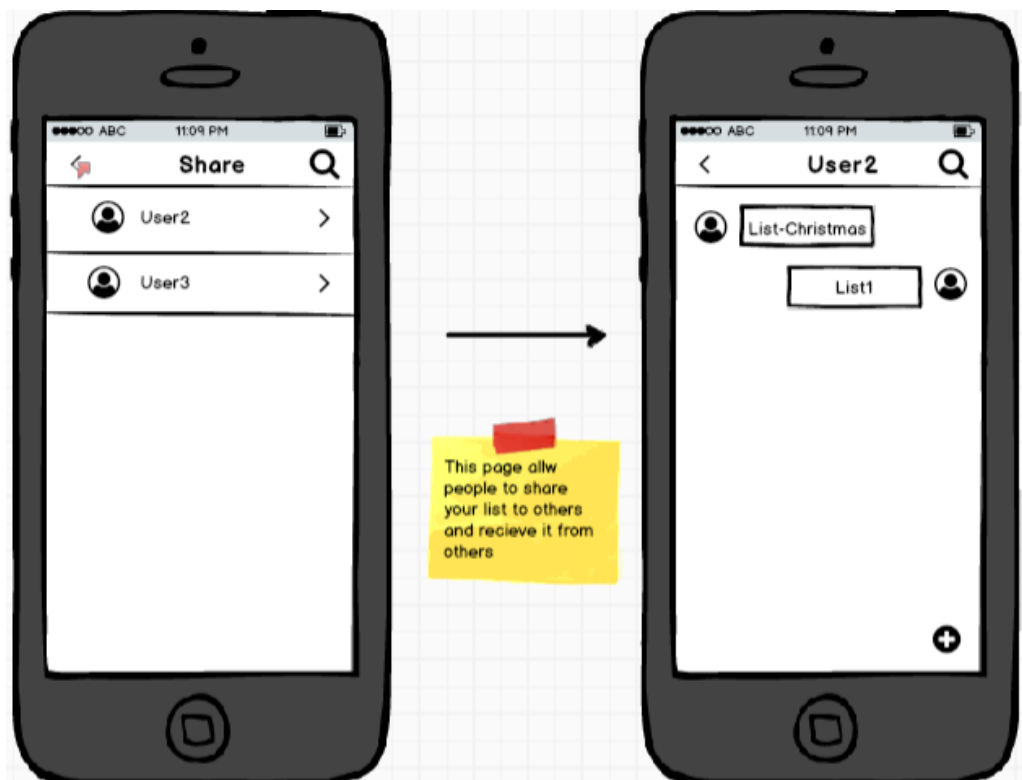 ABC 11:09 PM
Share
User2
User3
This page allw
people to share
your list to others
and recieve it from
others
ABC 11:09 PM
User2
List-Christmas
List1